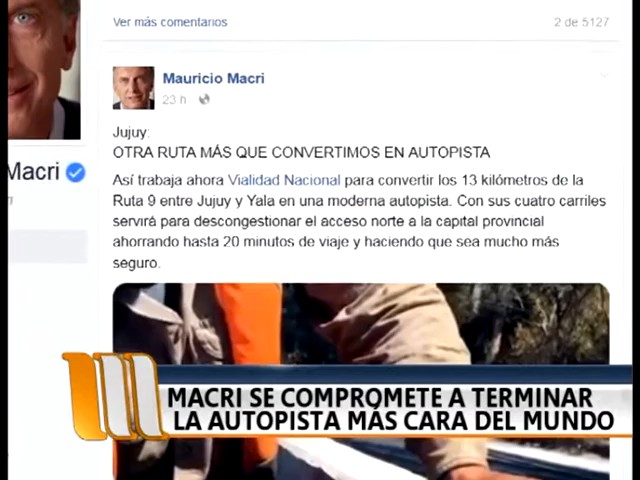 Ver más comentarios
2 de 5127
Mauricio Macri
23 h
Macri
Jujuy:
OTRA RUTA MÁS QUE CONVERTIMOS EN AUTOPISTA
Así trabaja ahora Vialidad Nacional para convertir los 13 kilómetros de la
Ruta 9 entre Jujuy y Yala en una moderna autopista. Con sus cuatro carriles
servirá para descongestionar el acceso norte a la capital provincial
ahorrando hasta 20 minutos de viaje y haciendo que sea mucho más
seguro.
MACRI SE COMPROMETE A TERMINAR
LA AUTOPISTA MÁS CARA DEL MUNDO